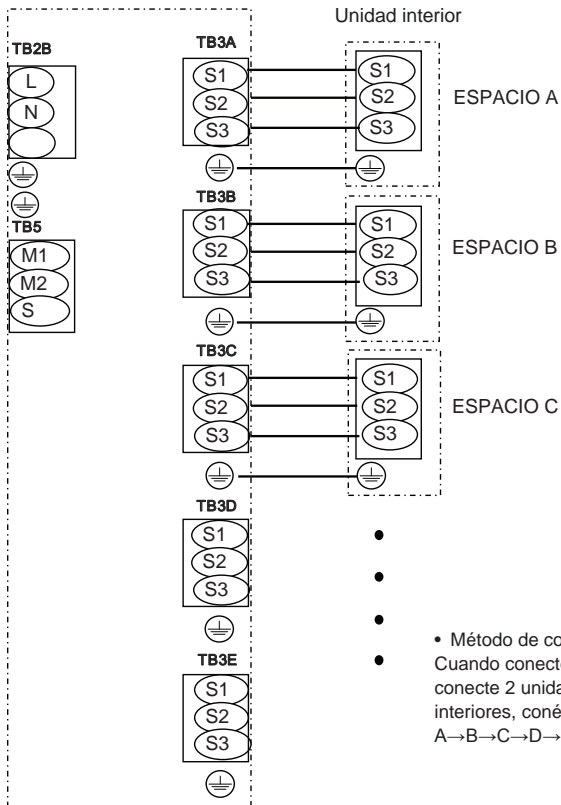 Unidad interior
TB2B
L
N
TB5
M1
M2
S
TB3A
S1
S2
S3
S1
S2
S3
ESPACIO A
TB3B
S1
S2
S3
S1
S2
S3
ESPACIO B
TB3C
S1
S2
S3
S1
S2
S3
ESPACIO C
TB3D
S1
S2
S3
TB3E
S1
S2
S3
• Método de co
Cuando conecte
conecte 2 unida
interiores, coné
A→B→C→D→